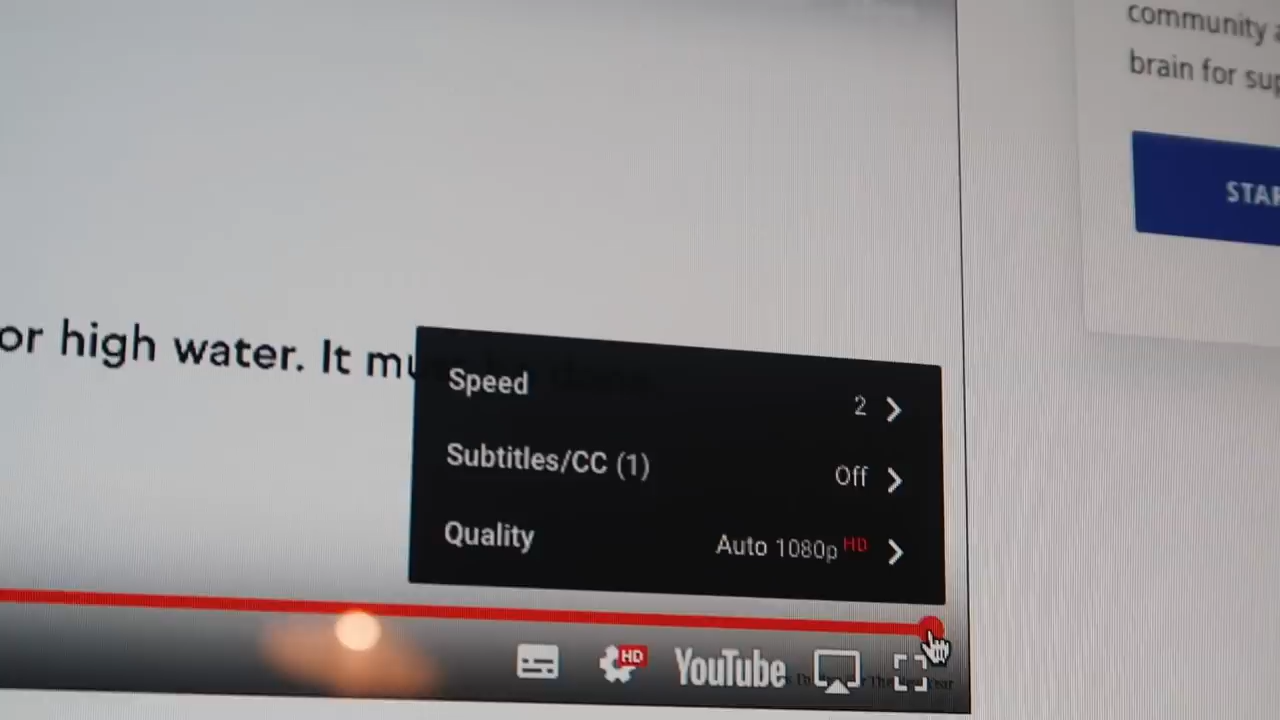 community
brain for sup
STAR
or high water. It mu
Speed 2
Subtitles/CC (1) Off
Quality Auto 1080p HD
HD YouTube